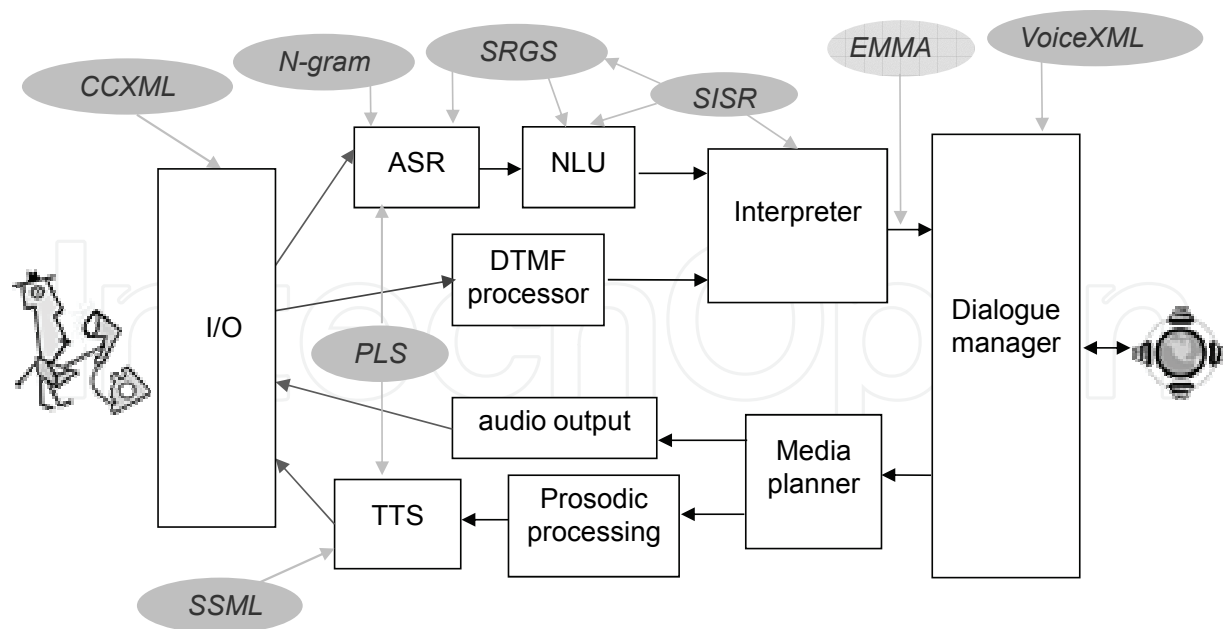 CCXML
N-gram
SRGS
SISR
EMMA
VoiceXML
ASR
NLU
Interpreter
DTMF
processor
I/O
PLS
Dialogue
manager
audio output
Media
planner
TTS
Prosodic
processing
SSML
IntechOpen